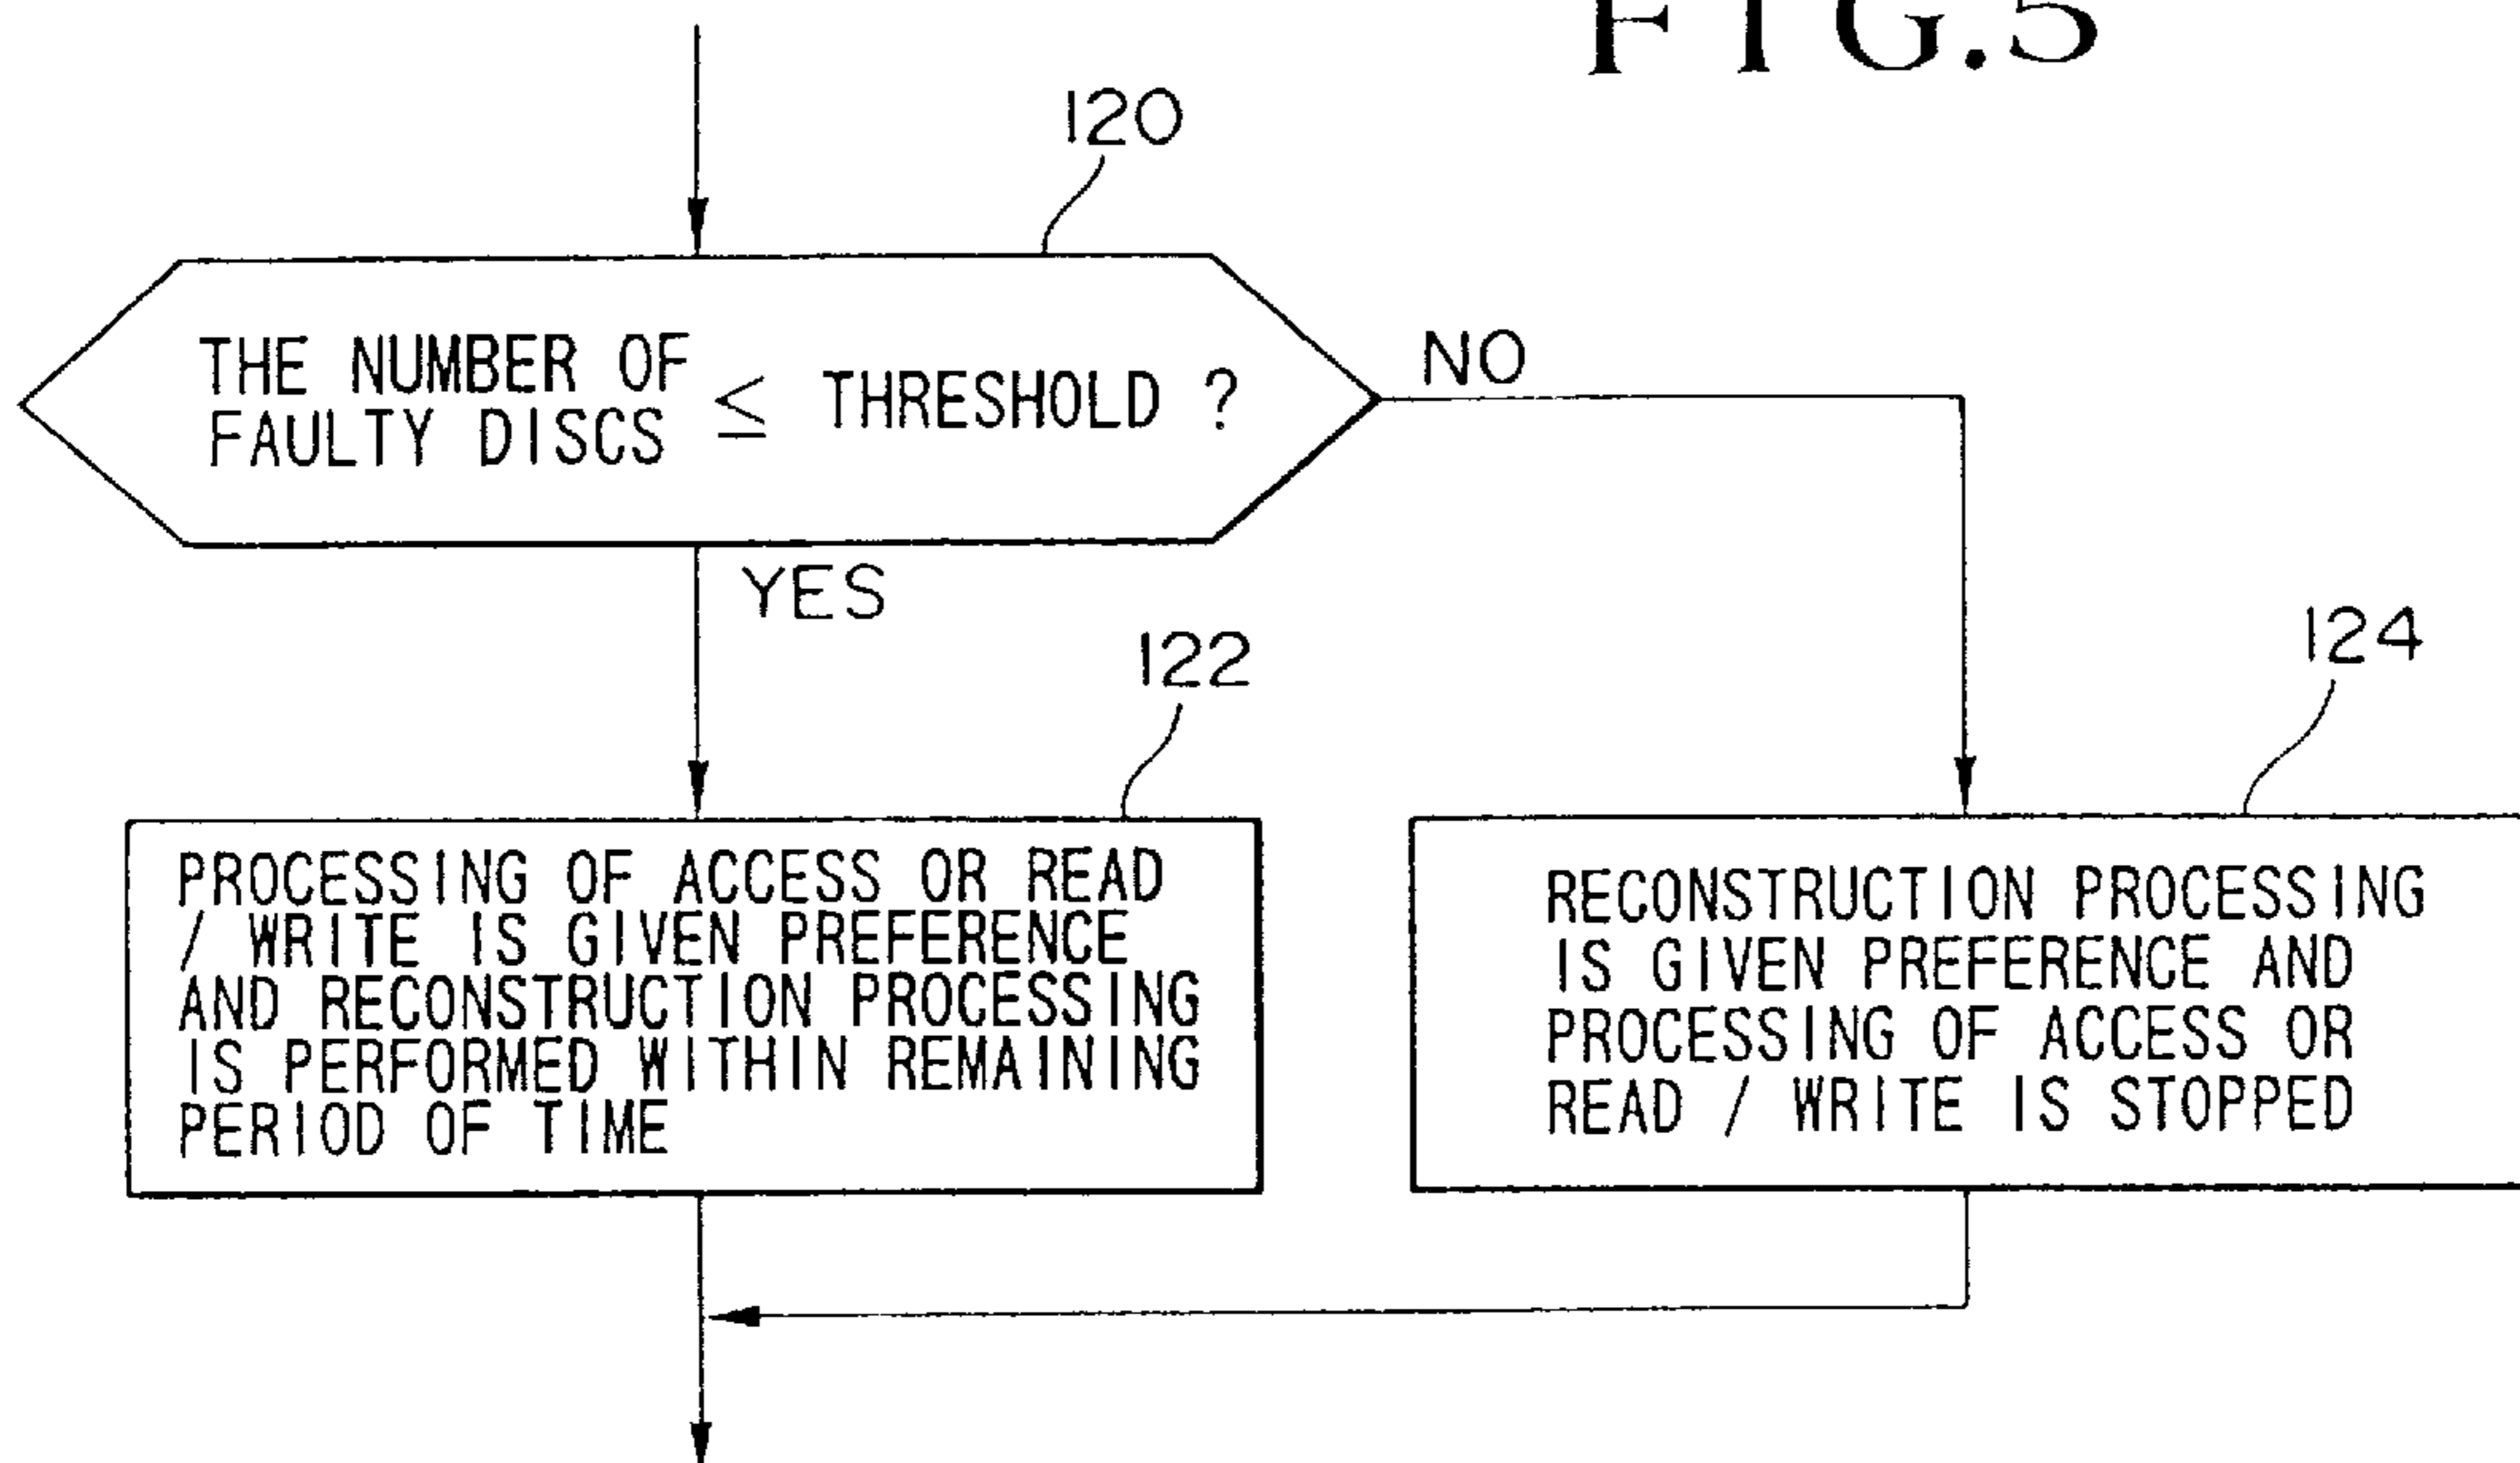 FIG.5
120
THE NUMBER OF
FAULTY DISCS ≤ THRESHOLD ?
NO
YES
122
124
PROCESSING OF ACCESS OR READ
/ WRITE IS GIVEN PREFERENCE
AND RECONSTRUCTION PROCESSING
IS PERFORMED WITHIN REMAINING
PERIOD OF TIME
RECONSTRUCTION PROCESSING
IS GIVEN PREFERENCE AND
PROCESSING OF ACCESS OR
READ / WRITE IS STOPPED